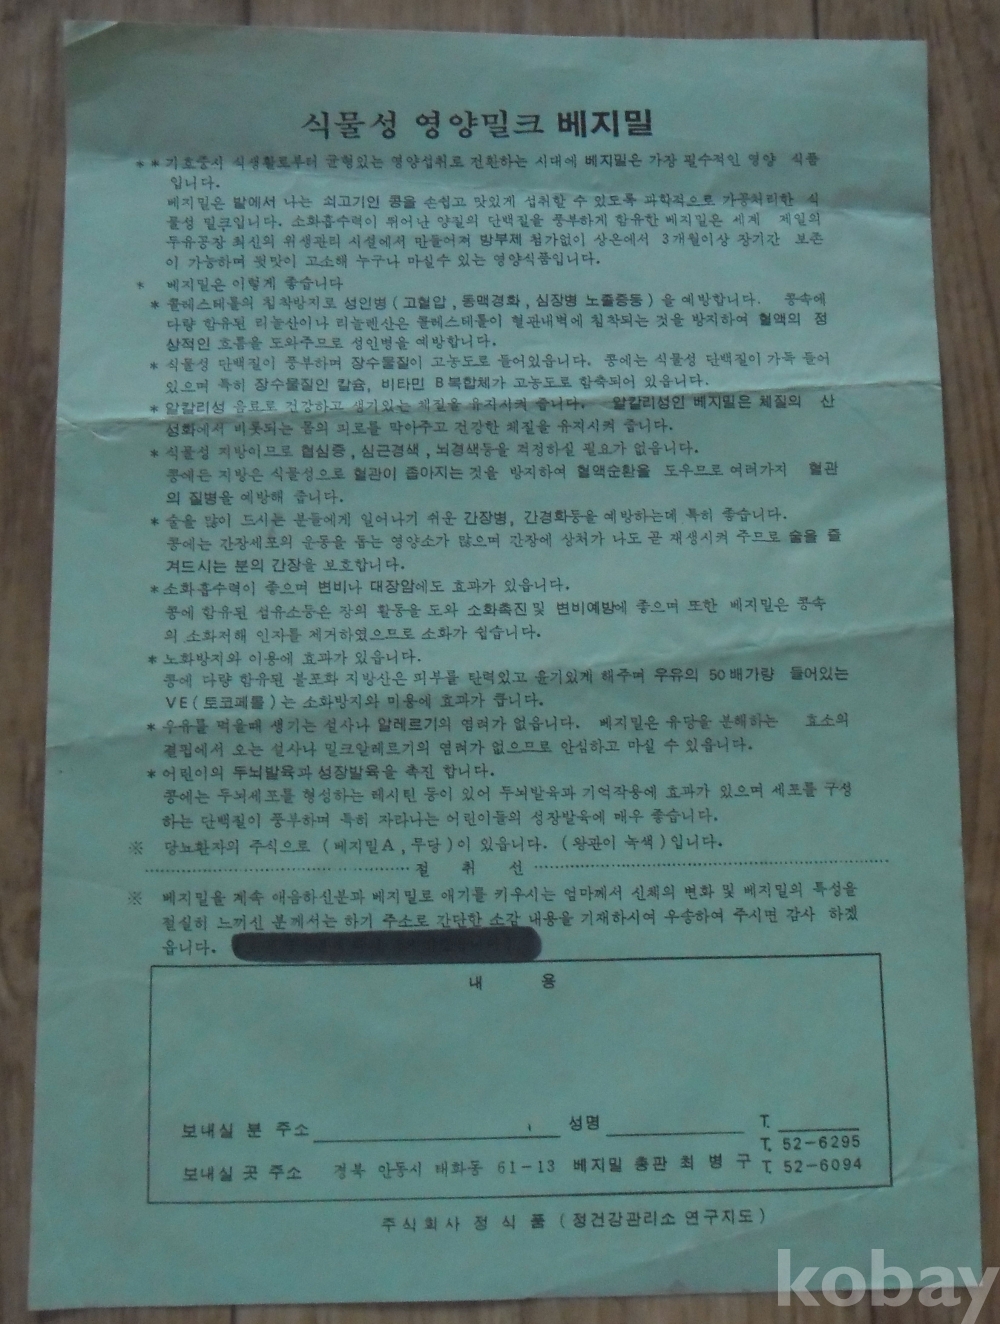 식물성 영양밀크 베지밀
** 기호중시 식생활로부터 균형있는 영양섭취로 전환하는 시대에 베지밀은 가장 필수적인 영양 식품
입니다.
베지밀은 밭에서 나는 쇠고기인 콩을 손쉽고 맛있게 섭취할 수 있도록 과학적으로 가공처리한 식
물성 밀크입니다. 소화흡수력이 뛰어난 양질의 단백질을 풍부하게 함유한 베지밀은 세계 제일의
두유공장 최신의 위생관리 시설에서 만들어져 방부제 첨가없이 상온에서 3개월이상 장기간 보존
이 가능하며 뒷맛이 고소해 누구나 마실수 있는 영양식품입니다.
* 베지밀은 이렇게 좋습니다
* 콜레스테롤의 침착방지로 성인병 (고혈압, 동맥경화, 심장병 노졸증등) 을 예방합니다. 콩속에
다량 함유된 리놀산이나 리놀렌산은 콜레스테롤이 혈관내벽에 침착되는 것을 방지하여 혈액의 정
상적인 흐름을 도와주므로 성인병을 예방합니다.
* 식물성 단백질이 풍부하며 장수물질이 고농도로 들어있읍니다. 콩에는 식물성 단백질이 가득 들어
있으며 특히 장수물질인 칼슘, 비타민 B복합체가 고농도로 함축되어 있읍니다.
* 알칼리성 음료로 건강하고 생기있는 체질을 유지시켜 줍니다. 알칼리성인 베지밀은 체질의 산
성화에서 비롯되는 몸의 피로를 막아주고 건강한 체질을 유지시켜 줍니다.
* 식물성 지방이므로 협심증, 심근경색, 뇌경색등을 걱정하실 필요가 없읍니다.
콩에든 지방은 식물성으로 혈관이 좁아지는 것을 방지하여 혈액순환을 도우므로 여러가지 혈관
의 질병을 예방해 줍니다.
* 술을 많이 드시는 분들에게 일어나기 쉬운 간장병, 간경화등을 예방하는데 특히 좋습니다.
콩에는 간장세포의 운동을 돕는 영양소가 많으며 간장에 상처가 나도 곧 재생시켜 주므로 술을 즐
겨드시는 분의 간장을 보호합니다.
* 소화흡수력이 좋으며 변비나 대장암에도 효과가 있읍니다.
콩에 함유된 섬유소등은 장의 활동을 도와 소화촉진 및 변비예방에 좋으며 또한 베지밀은 콩속
의 소화저해 인자를 제거하였으므로 소화가 쉽습니다.
* 노화방지와 이용에 효과가 있읍니다.
콩에 다량 함유된 불포화 지방산은 피부를 탄력있고 윤기있게 해주며 우유의 50배가량 들어있는
VE (토코페롤) 는 소화방지와 미용에 효과가 큽니다.
* 우유를 먹을때 생기는 설사나 알레르기의 염려가 없읍니다. 베지밀은 유당을 분해하는 효소의
결핍에서 오는 설사나 밀크알레르기의 염려가 없으므로 안심하고 마실 수 있읍니다.
* 어린이의 두뇌발육과 성장발육을 촉진 합니다.
콩에는 두뇌세포를 형성하는 레시틴 등이 있어 두뇌발육과 기억작용에 효과가 있으며 세포를 구성
하는 단백질이 풍부하며 특히 자라나는 어린이들의 성장발육에 매우 좋습니다.
※ 당뇨환자의 주식으로 (베지밀A, 무당) 이 있읍니다. (왕관이 녹색) 입니다.
절 취 선
※ 베지밀을 계속 애음하신분과 베지밀로 애기를 키우시는 엄마께서 신체의 변화 및 베지밀의 특성을
절실히 느끼신 분께서는 하기 주소로 간단한 소감 내용을 기재하시여 우송하여 주시면 감사 하겠
읍니다.
내 용
보내실 분 주소 성명 T.
T. 52-6295
보내실 곳 주소 경북 안동시 태화동 61-13 베지밀 총판 최 병 구 T. 52-6094
주식회사 정 식 품 (정건강관리소 연구지도)
kobay